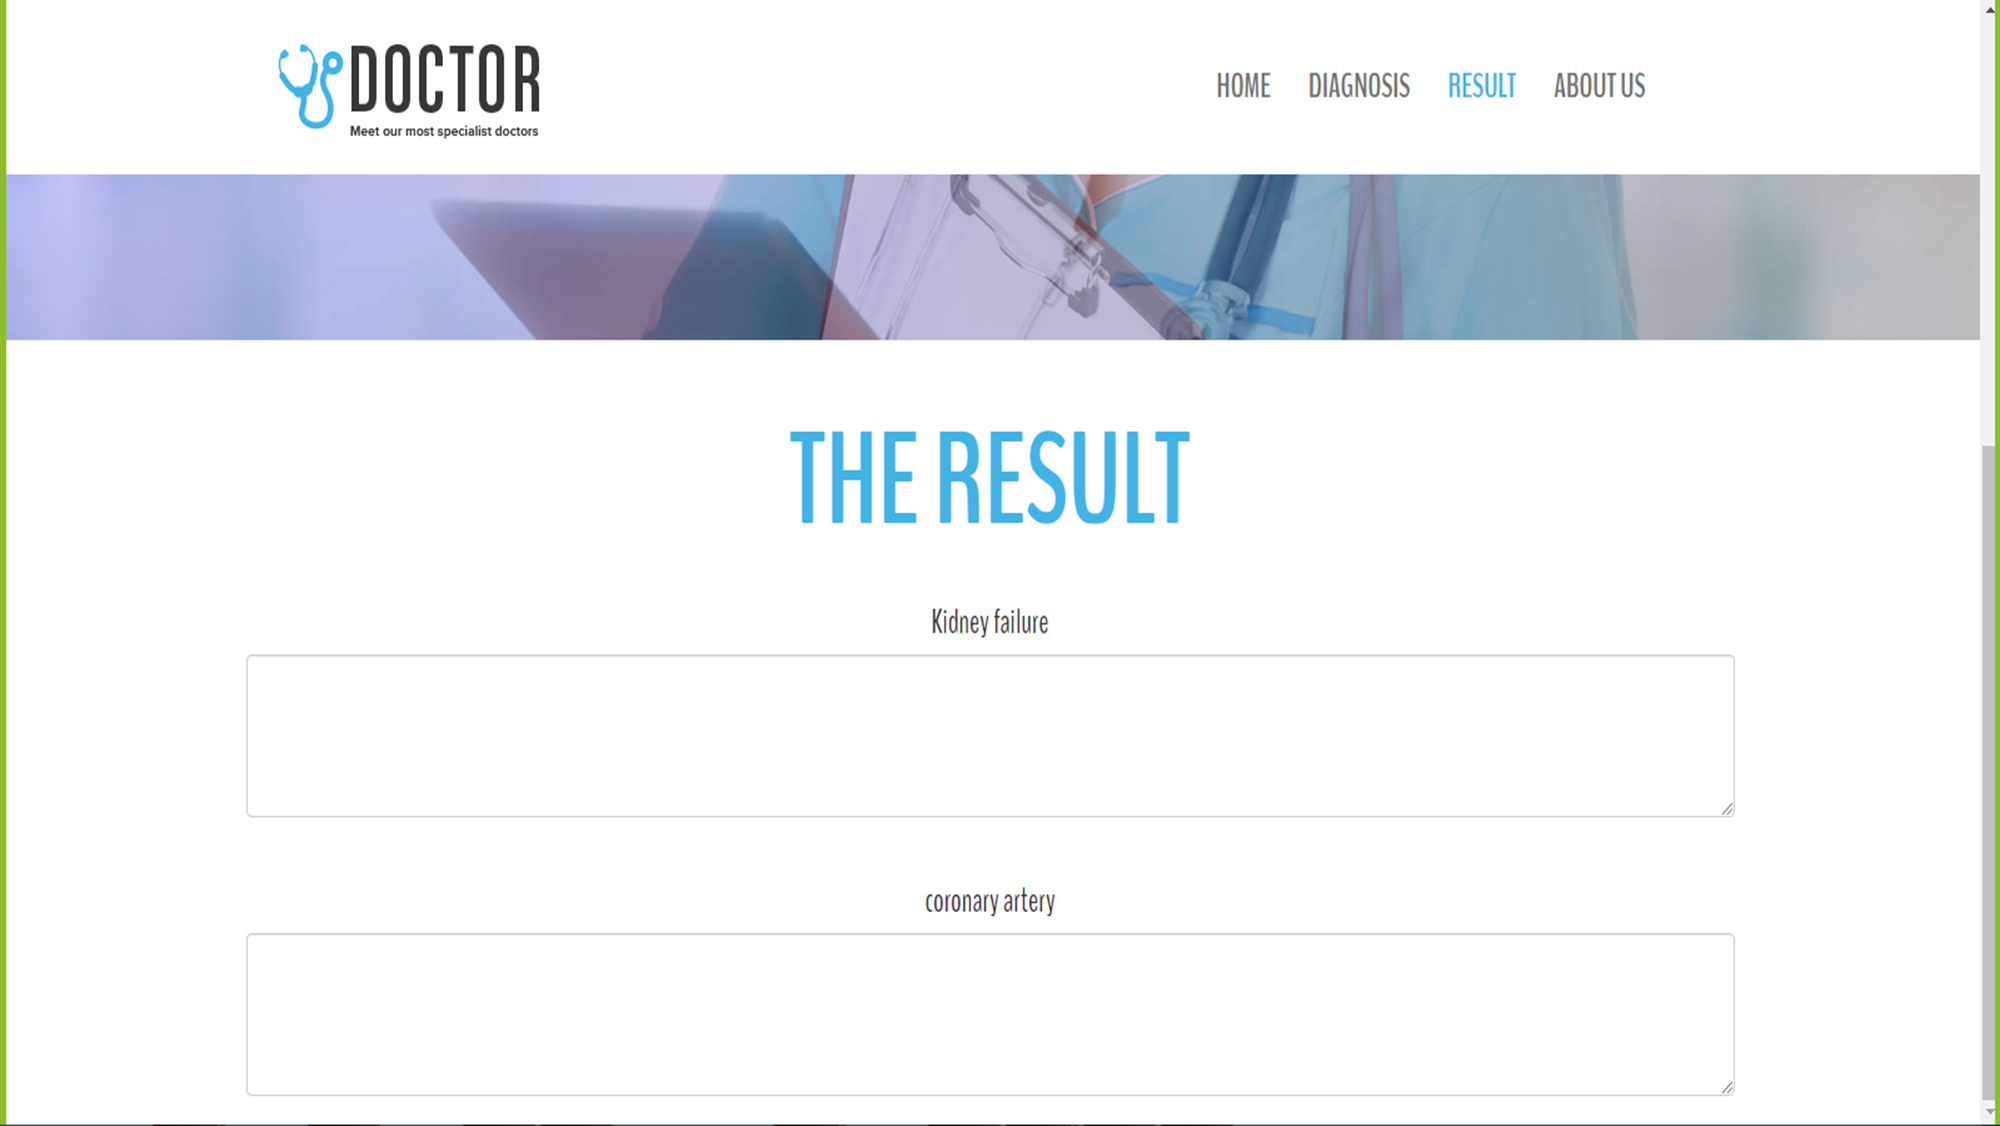 DOCTOR
Meet our most specialist doctors
HOME DIAGNOSIS RESULT ABOUT US
THE RESULT
Kidney failure
coronary artery